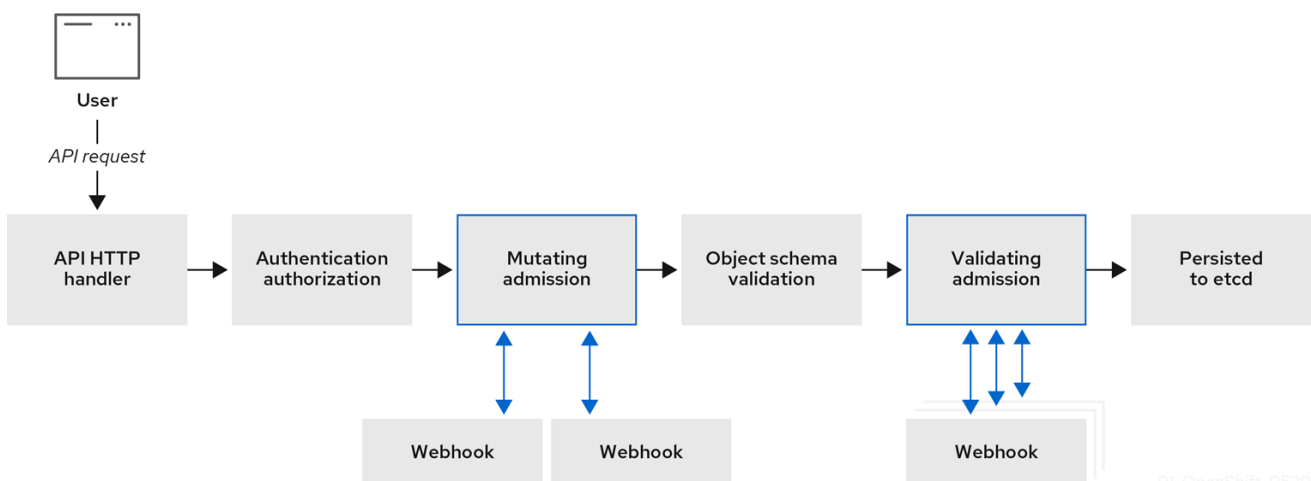 User
API request
API HTTP
handler
Authentication
authorization
Mutating
admission
Object schema
validation
Validating
admission
Persisted
to etcd
Webhook
Webhook
Webhook